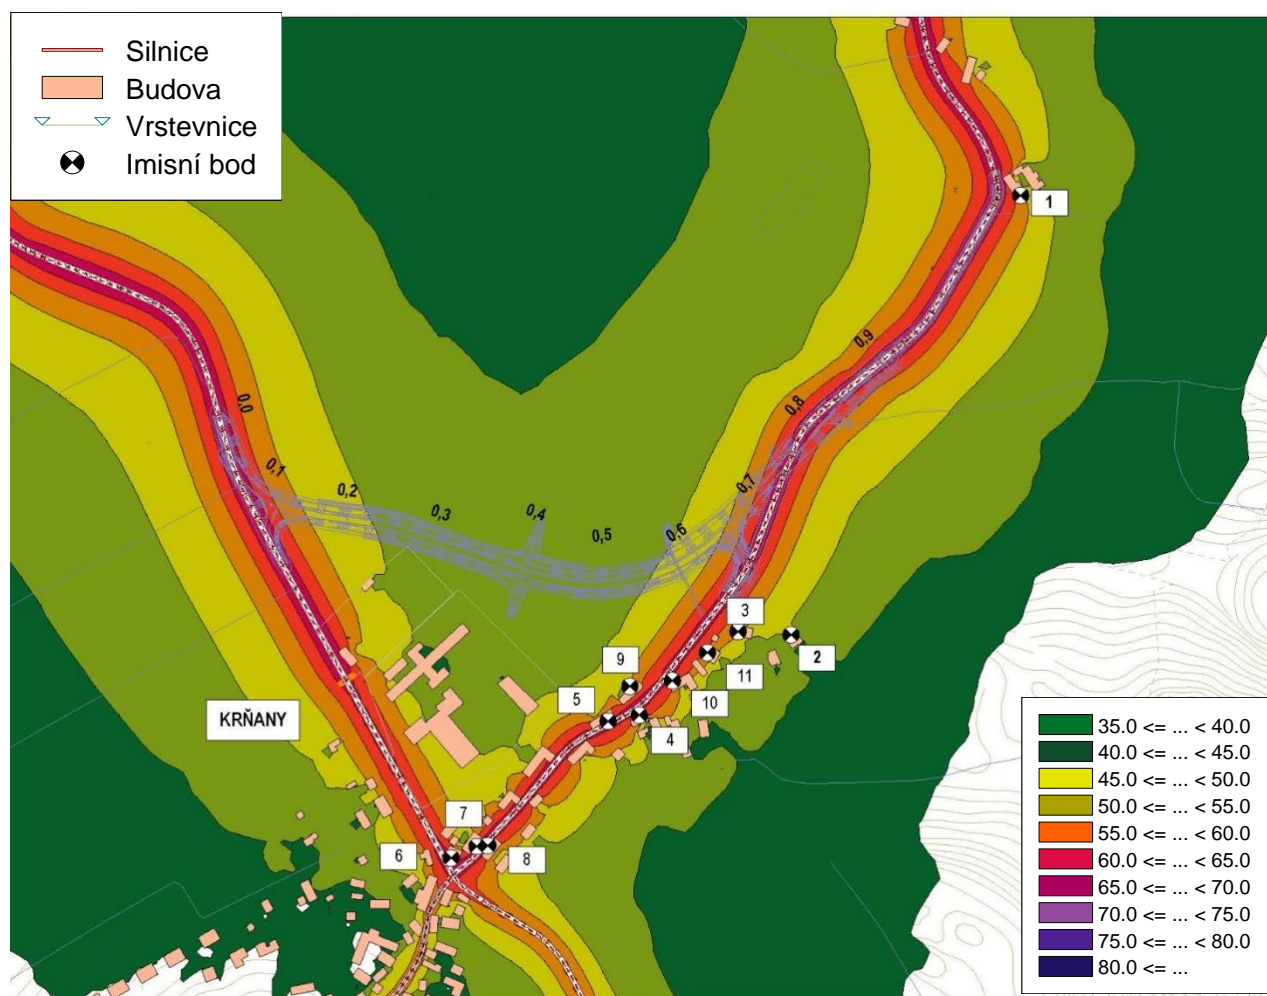 Silnice
Budova
Vrstevnice
Imisní bod
1
0,9
0,8
0,0
0,1
0,2
0,3
0,4
0,5
0,6
0,7
3
2
9
11
5
10
4
KRŇANY
7
6
8
35.0 <= ... < 40.0
40.0 <= ... < 45.0
45.0 <= ... < 50.0
50.0 <= ... < 55.0
55.0 <= ... < 60.0
60.0 <= ... < 65.0
65.0 <= ... < 70.0
70.0 <= ... < 75.0
75.0 <= ... < 80.0
80.0 <= ...